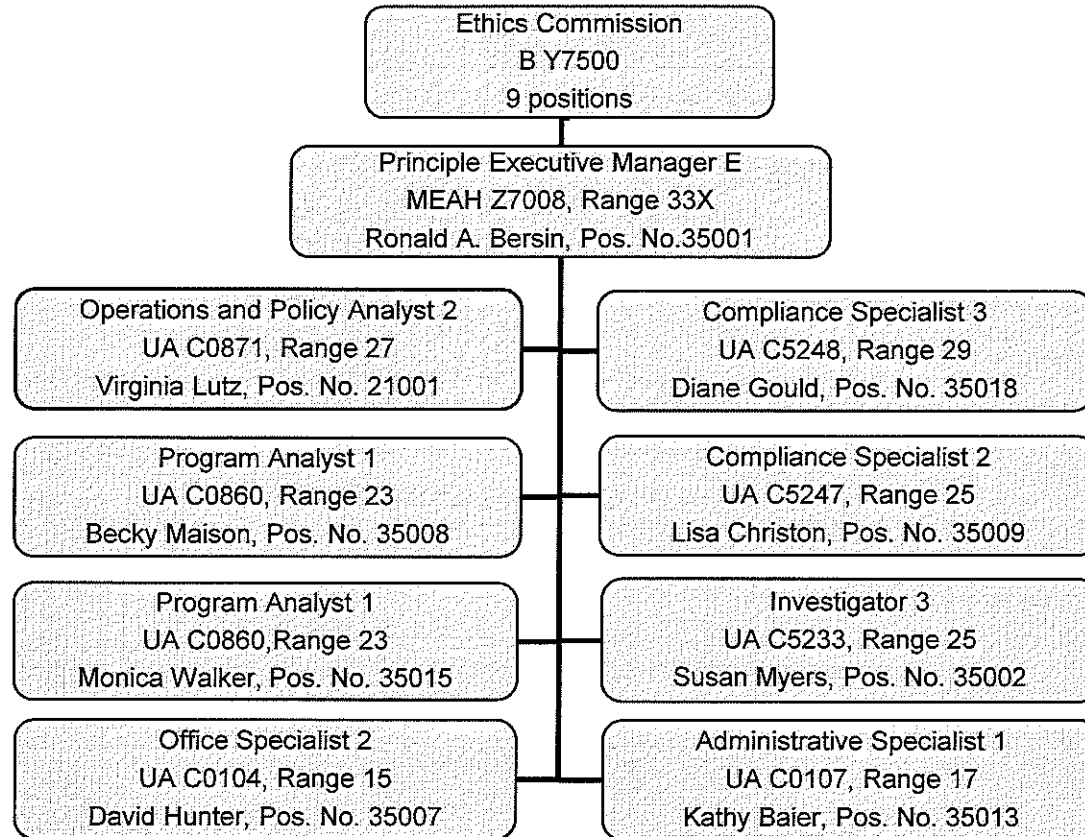 Ethics Commission
B Y7500
9 positions
Principle Executive Manager E
MEAH Z7008, Range 33X
Ronald A. Bersin, Pos. No.35001
Operations and Policy Analyst 2
UA C0871, Range 27
Virginia Lutz, Pos. No. 21001
Compliance Specialist 3
UA C5248, Range 29
Diane Gould, Pos. No. 35018
Program Analyst 1
UA C0860, Range 23
Becky Maison, Pos. No. 35008
Compliance Specialist 2
UA C5247, Range 25
Lisa Christon, Pos. No. 35009
Program Analyst 1
UA C0860,Range 23
Monica Walker, Pos. No. 35015
Investigator 3
UA C5233, Range 25
Susan Myers, Pos. No. 35002
Office Specialist 2
UA C0104, Range 15
David Hunter, Pos. No. 35007
Administrative Specialist 1
UA C0107, Range 17
Kathy Baier, Pos. No. 35013